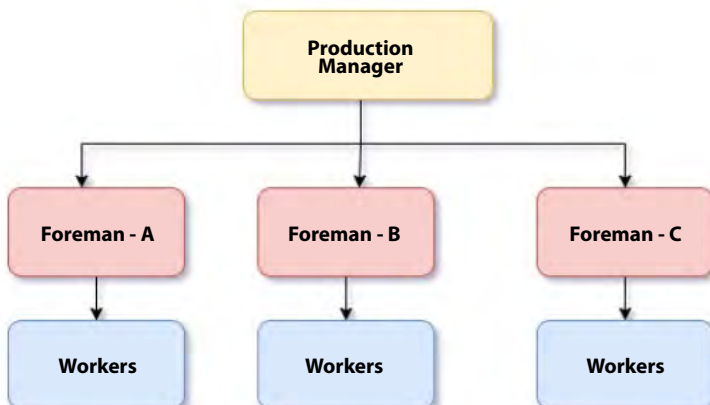 Production
Manager
Foreman - A
Foreman - B
Foreman - C
Workers
Workers
Workers